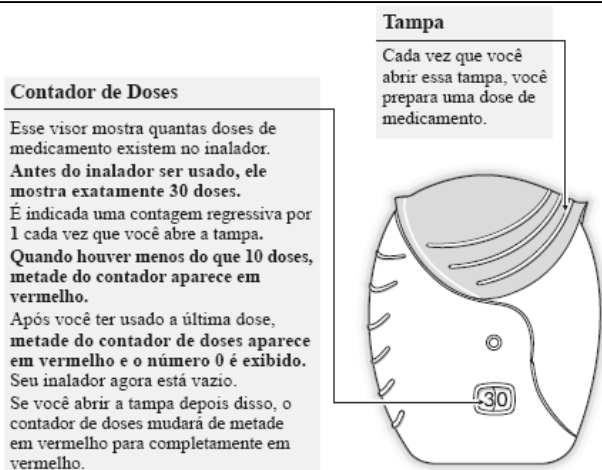 Tampa
Cada vez que você
abrir essa tampa, você
prepara uma dose de
medicamento.
Contador de Doses
Esse visor mostra quantas doses de
medicamento existem no inalador.
Antes do inalador ser usado, ele
mostra exatamente 30 doses.
É indicada uma contagem regressiva por
1 cada vez que você abre a tampa.
Quando houver menos do que 10 doses,
metade do contador aparece em
vermelho.
Após você ter usado a última dose,
metade do contador de doses aparece
em vermelho e o número 0 é exibido.
Seu inalador agora está vazio.
Se você abrir a tampa depois disso, o
contador de doses mudará de metade
em vermelho para completamente em
vermelho.
30